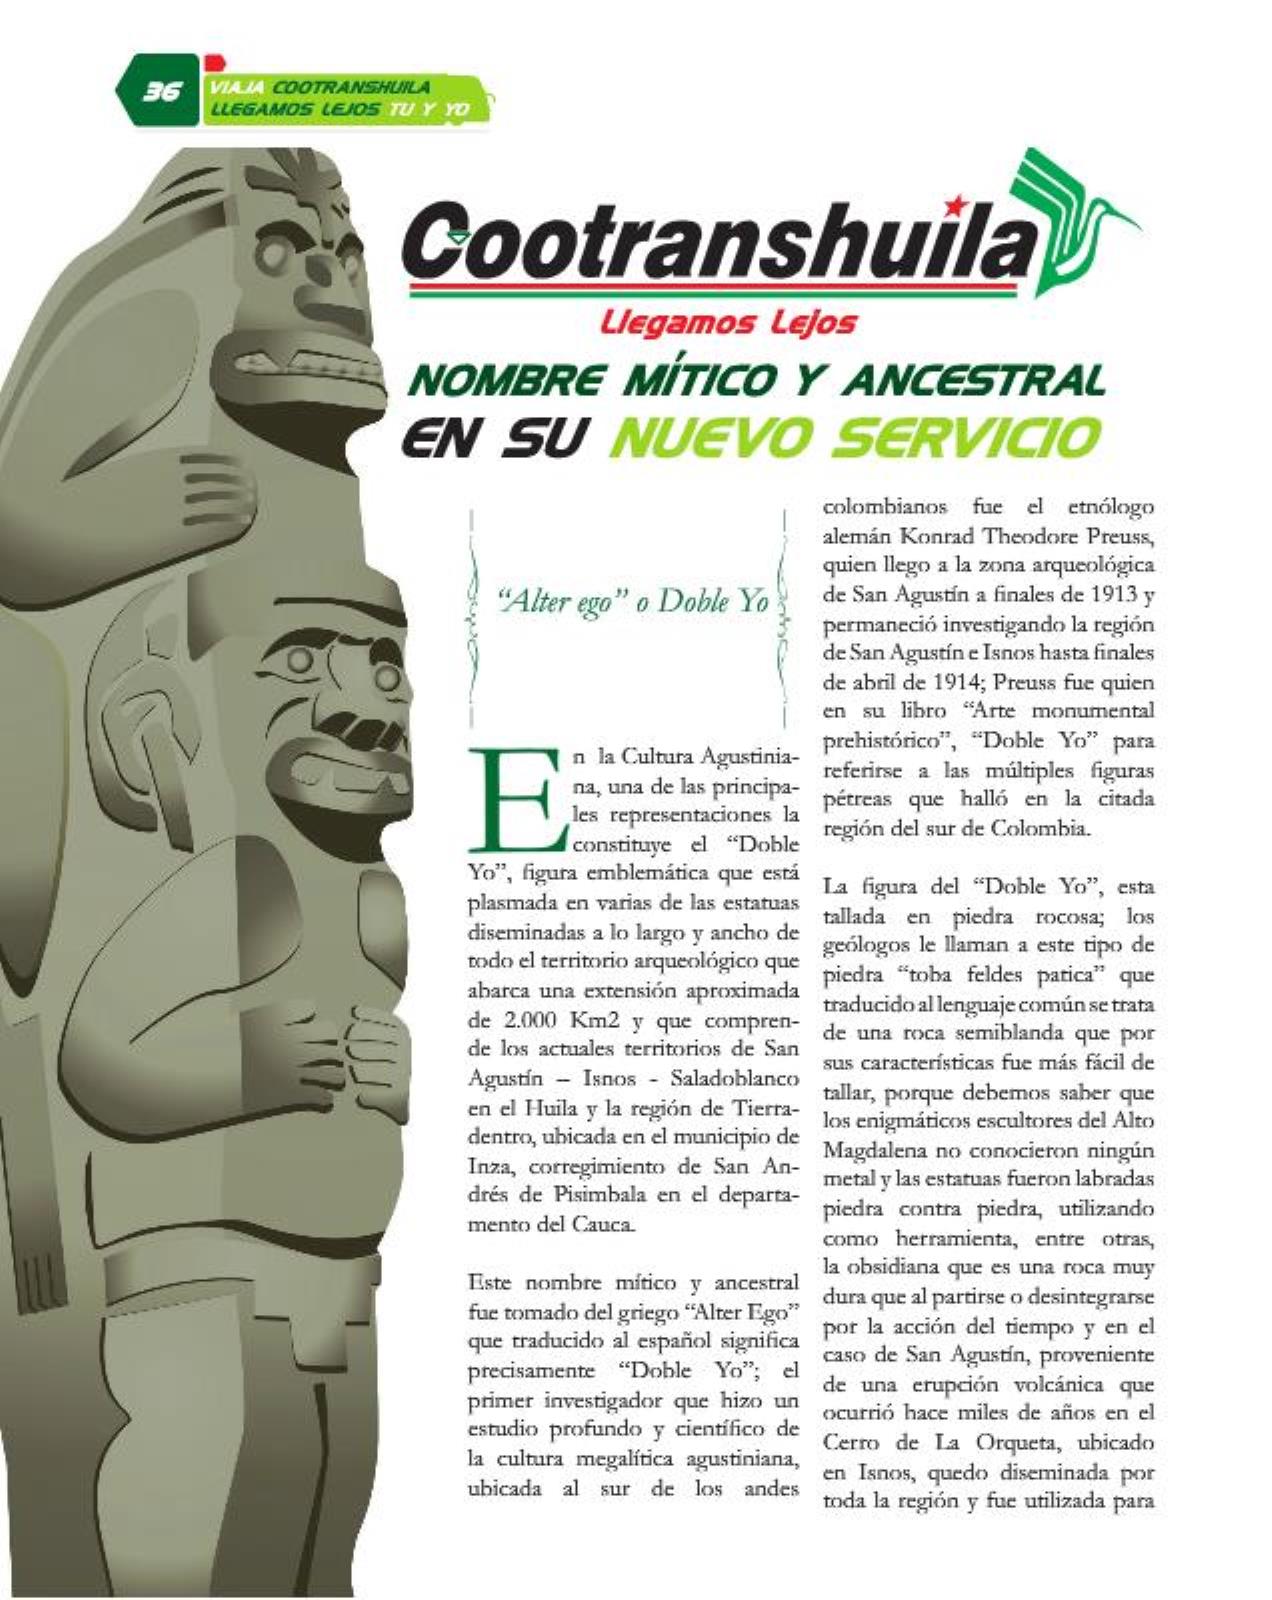 36
VIAJA COOTRANSHUILA
LLEGAMOS LEJOS TU Y YO
Cootranshuila
Llegamos Lejos
NOMBRE MÍTICO Y ANCESTRAL
EN SU NUEVO SERVICIO
“Alter ego” o Doble Yo
En la Cultura Agustinia-
na, una de las principa-
les representaciones la
constituye el “Doble
Yo”, figura emblemática que está
plasmada en varias de las estatuas
diseminadas a lo largo y ancho de
todo el territorio arqueológico que
abarca una extensión aproximada
de 2.000 Km2 y que compren-
de los actuales territorios de San
Agustín – Isnos - Saladoblanco
en el Huila y la región de Tierra-
dentro, ubicada en el municipio de
Inza, corregimiento de San An-
drés de Pisimbala en el departa-
mento del Cauca.
Este nombre mítico y ancestral
fue tomado del griego “Alter Ego”
que traducido al español significa
precisamente “Doble Yo”; el
primer investigador que hizo un
estudio profundo y científico de
la cultura megalítica agustiniana,
ubicada al sur de los andes
colombianos fue el etnólogo
alemán Konrad Theodore Preuss,
quien llego a la zona arqueológica
de San Agustín a finales de 1913 y
permaneció investigando la región
de San Agustín e Isnos hasta finales
de abril de 1914; Preuss fue quien
en su libro “Arte monumental
prehistórico”, “Doble Yo” para
referirse a las múltiples figuras
pétreas que halló en la citada
región del sur de Colombia.
La figura del “Doble Yo”, esta
tallada en piedra rocosa; los
geólogos le llaman a este tipo de
piedra “toba feldes patica” que
traducido al lenguaje común se trata
de una roca semiblanda que por
sus características fue más fácil de
tallar, porque debemos saber que
los enigmáticos escultores del Alto
Magdalena no conocieron ningún
metal y las estatuas fueron labradas
piedra contra piedra, utilizando
como herramienta, entre otras,
la obsidiana que es una roca muy
dura que al partirse o desintegrarse
por la acción del tiempo y en el
caso de San Agustín, proveniente
de una erupción volcánica que
ocurrió hace miles de años en el
Cerro de La Orqueta, ubicado
en Isnos, quedo diseminada por
toda la región y fue utilizada para